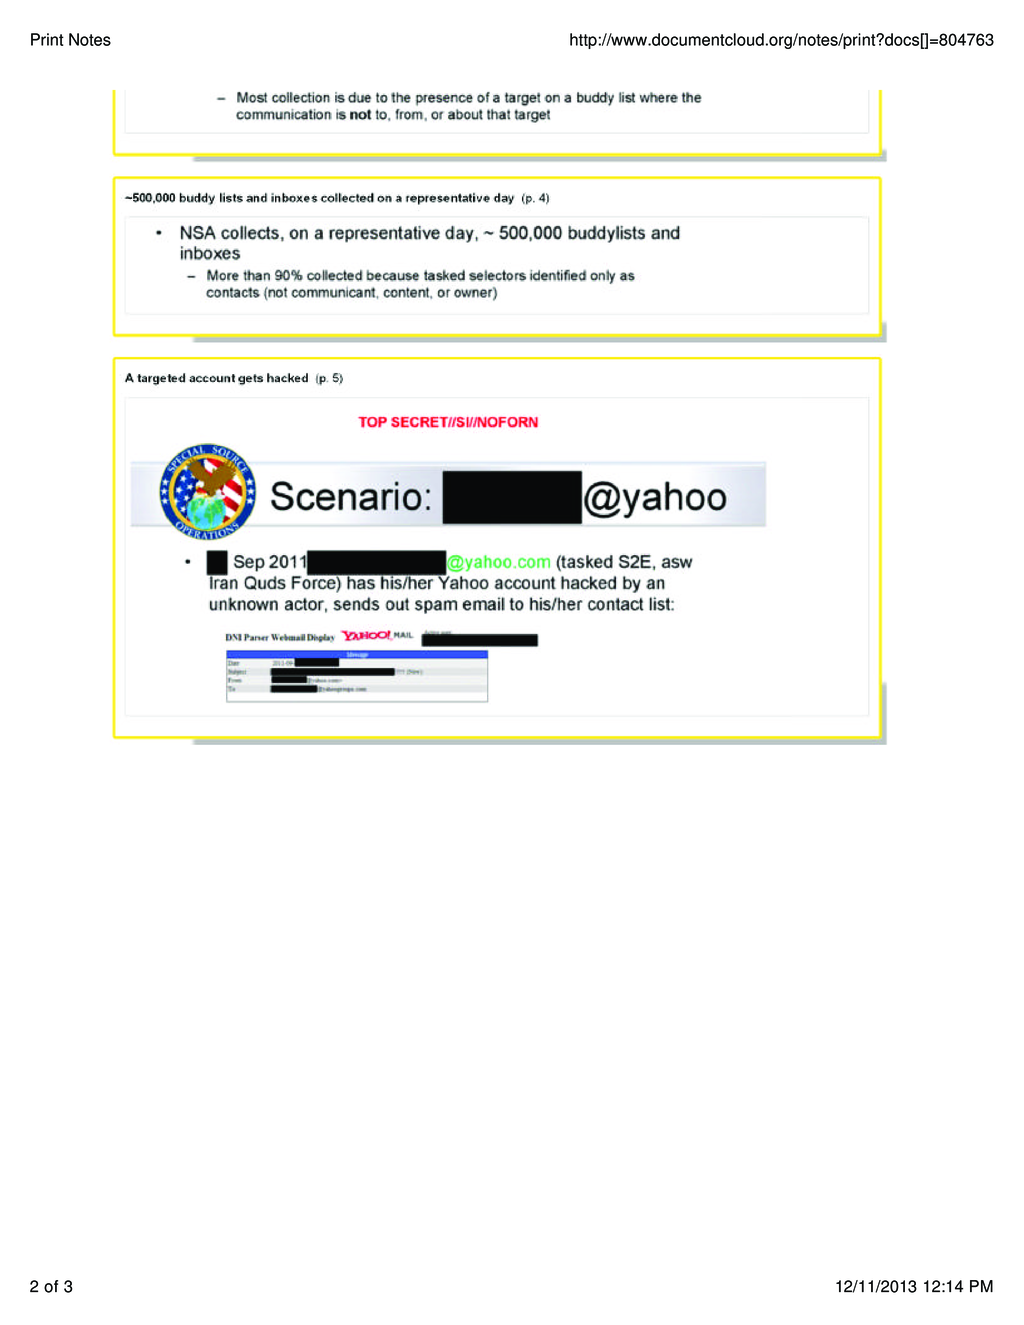 Print Notes
http://www.documentcloud.org/notes/print?docs[]=804763
– Most collection is due to the presence of a target on a buddy list where the
communication is not to, from, or about that target
~500,000 buddy lists and inboxes collected on a representative day (p. 4)
• NSA collects, on a representative day, ~ 500,000 buddylists and
inboxes
– More than 90% collected because tasked selectors identified only as
contacts (not communicant, content, or owner)
A targeted account gets hacked (p. 5)
TOP SECRET//SI//NOFORN
SPECIAL SOURCE
OPERATIONS
Scenario: @yahoo
• Sep 2011 @yahoo.com (tasked S2E, asw
Iran Quds Force) has his/her Yahoo account hacked by an
unknown actor, sends out spam email to his/her contact list:
DNI Parser Webmail Display YAHOO! MAIL
Message
Date 2011-09-
Subject (New)
From @yahoo.com>
To @yahoogroups.com
2 of 3
12/11/2013 12:14 PM